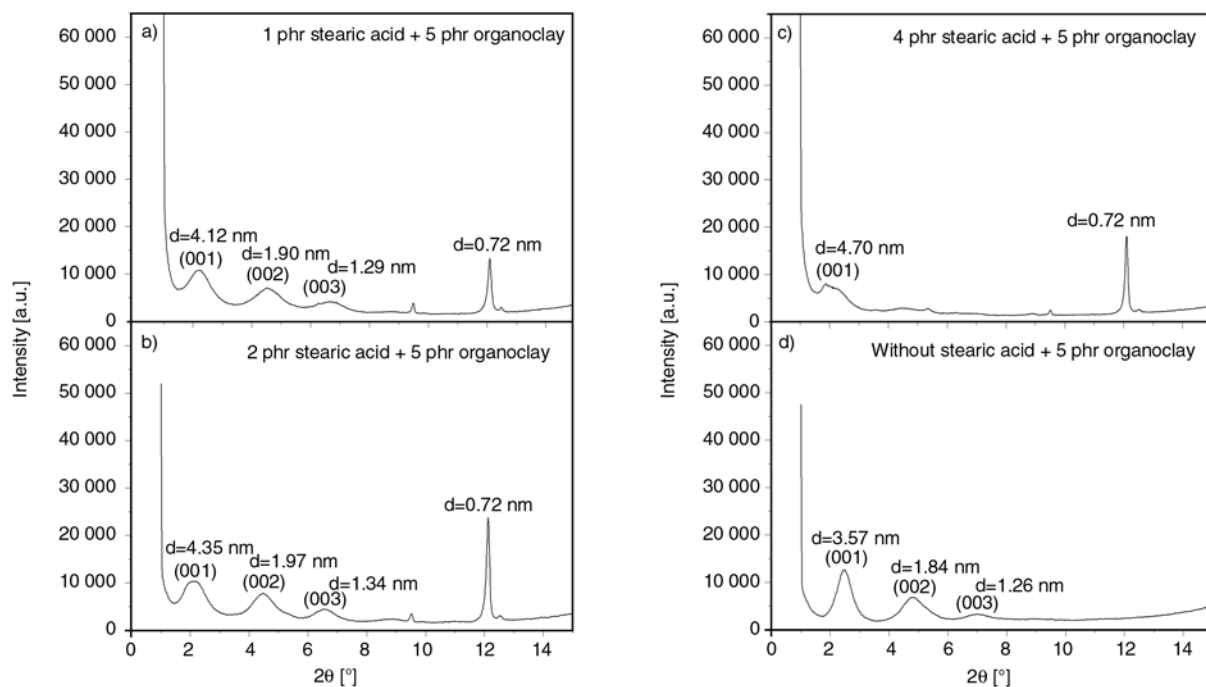 a)
1 phr stearic acid + 5 phr organoclay
60 000
50 000
40 000
30 000
20 000
10 000
0
d=4.12 nm
(001)
d=1.90 nm
(002)
d=1.29 nm
(003)
d=0.72 nm
Intensity [a.u.]
b)
2 phr stearic acid + 5 phr organoclay
60 000
50 000
40 000
30 000
20 000
10 000
0
d=4.35 nm
(001)
d=1.97 nm
(002)
d=1.34 nm
(003)
d=0.72 nm
Intensity [a.u.]
0 2 4 6 8 10 12 14
2θ [°]
c)
4 phr stearic acid + 5 phr organoclay
60 000
50 000
40 000
30 000
20 000
10 000
0
d=4.70 nm
(001)
d=0.72 nm
Intensity [a.u.]
d)
Without stearic acid + 5 phr organoclay
60 000
50 000
40 000
30 000
20 000
10 000
0
d=3.57 nm
(001)
d=1.84 nm
(002)
d=1.26 nm
(003)
Intensity [a.u.]
0 2 4 6 8 10 12 14
2θ [°]